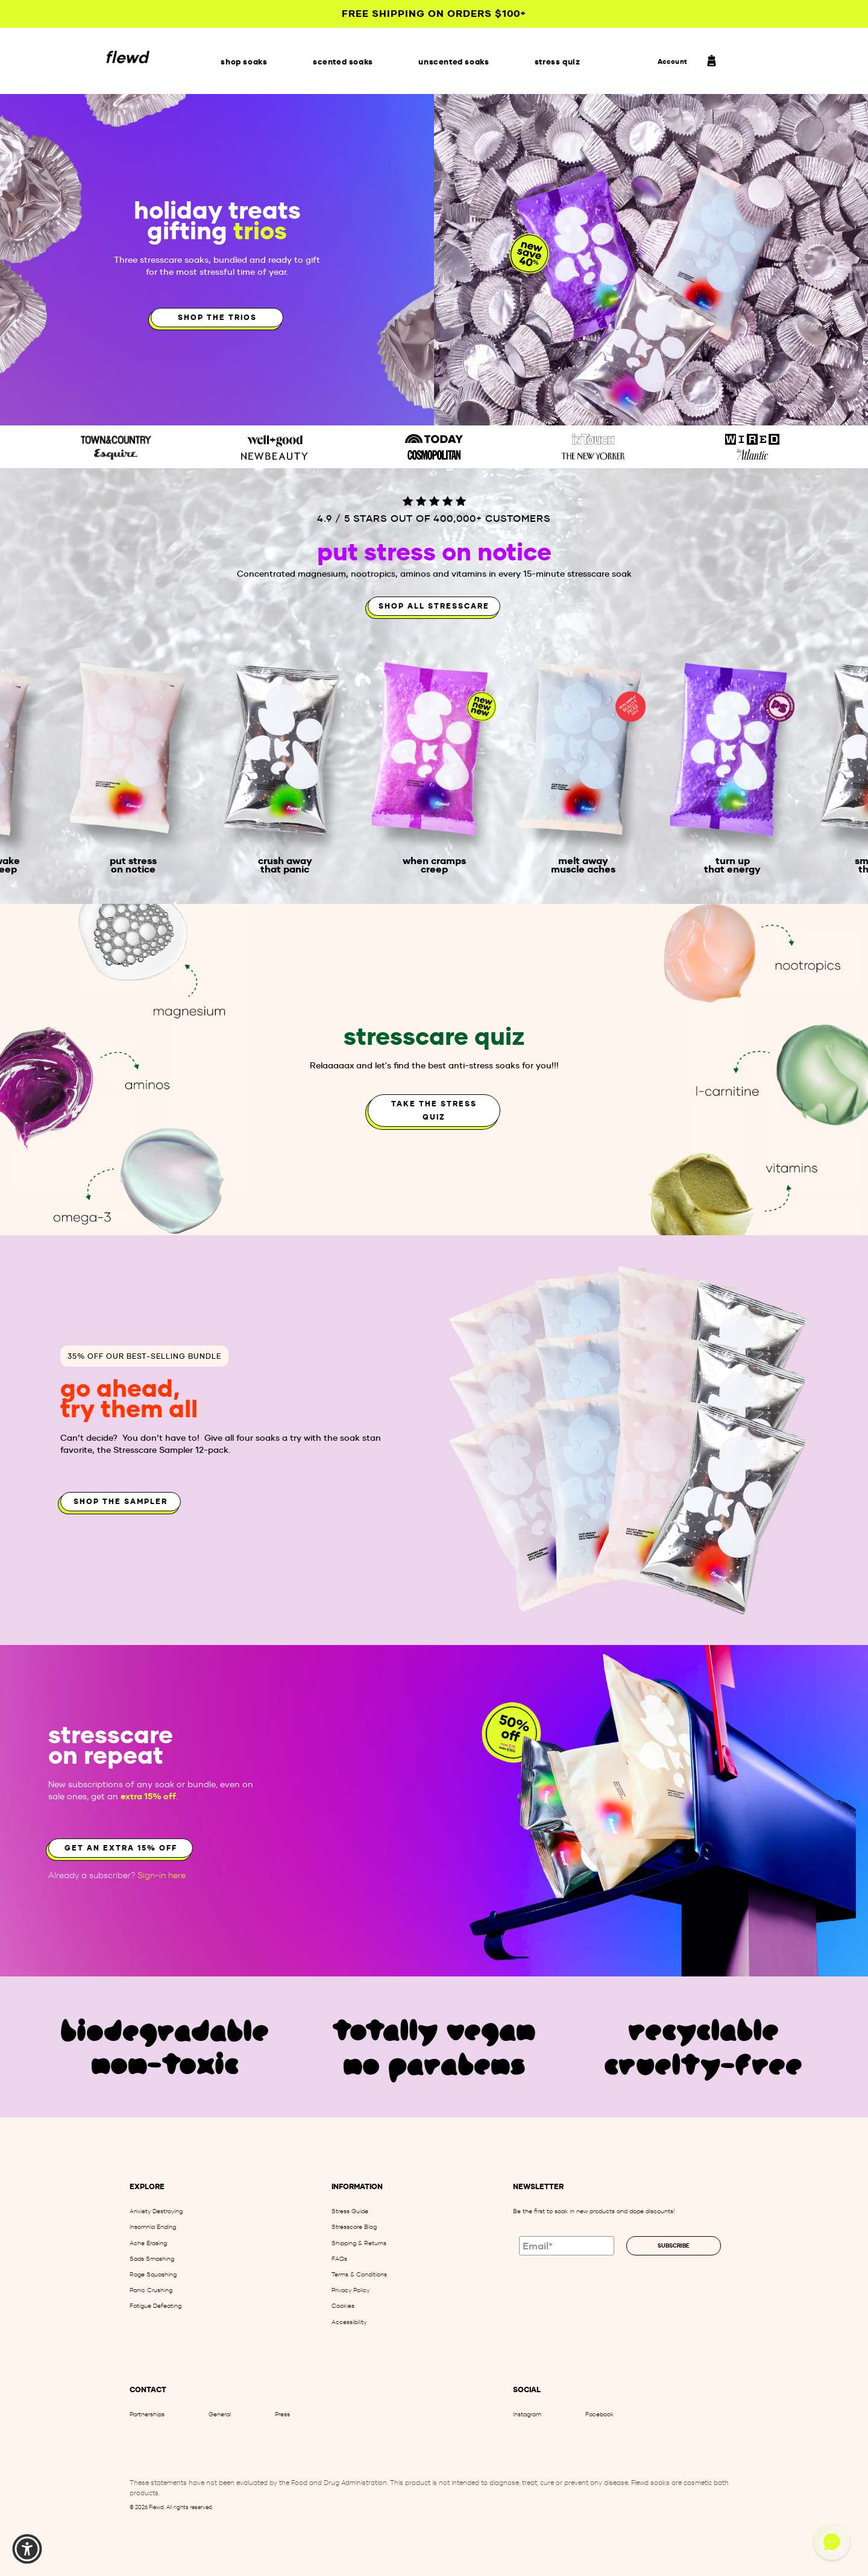 FREE SHIPPING ON ORDERS $100+
flewd
shop soaks
scented soaks
unscented soaks
stress quiz
Account
holiday treats
gifting trios
Three stresscare soaks, bundled and ready to gift
for the most stressful time of year.
SHOP THE TRIOS
new
save
40%
TOWN&COUNTRY
Esquire
well+good
NEWBEAUTY
TODAY
COSMOPOLITAN
InTouch
THE NEW YORKER
WIRED
The Atlantic
4.9 / 5 STARS OUT OF 400,000+ CUSTOMERS
put stress on notice
Concentrated magnesium, nootropics, aminos and vitamins in every 15-minute stresscare soak
SHOP ALL STRESSCARE
new
new
new
flewd
flewd
flewd
flewd
flewd
PS
put stress
on notice
crush away
that panic
when cramps
creep
melt away
muscle aches
turn up
that energy
magnesium
aminos
omega-3
nootropics
l-carnitine
vitamins
stresscare quiz
Relaaaaax and let's find the best anti-stress soaks for you!!!
TAKE THE STRESS
QUIZ
35% OFF OUR BEST-SELLING BUNDLE
go ahead,
try them all
Can't decide? You don't have to! Give all four soaks a try with the soak stan
favorite, the Stresscare Sampler 12-pack.
SHOP THE SAMPLER
flewd
stresscare
on repeat
New subscriptions of any soak or bundle, even on
sale ones, get an extra 15% off.
GET AN EXTRA 15% OFF
Already a subscriber? Sign-in here
50%
off
biodegradable
non-toxic
totally vegan
no parabens
recyclable
cruelty-free
EXPLORE
Anxiety Destroying
Insomnia Ending
Ache Erasing
Sads Smashing
Rage Squashing
Panic Crushing
Fatigue Defeating
INFORMATION
Stress Guide
Stresscare Blog
Shipping & Returns
FAQs
Terms & Conditions
Privacy Policy
Cookies
Accessibility
NEWSLETTER
Be the first to soak in new products and dope discounts!
Email*
SUBSCRIBE
CONTACT
Partnerships
General
Press
SOCIAL
Instagram
Facebook
These statements have not been evaluated by the Food and Drug Administration. This product is not intended to diagnose, treat, cure or prevent any disease. Flewd soaks are cosmetic bath
products.
© 2026 Flewd. All rights reserved.